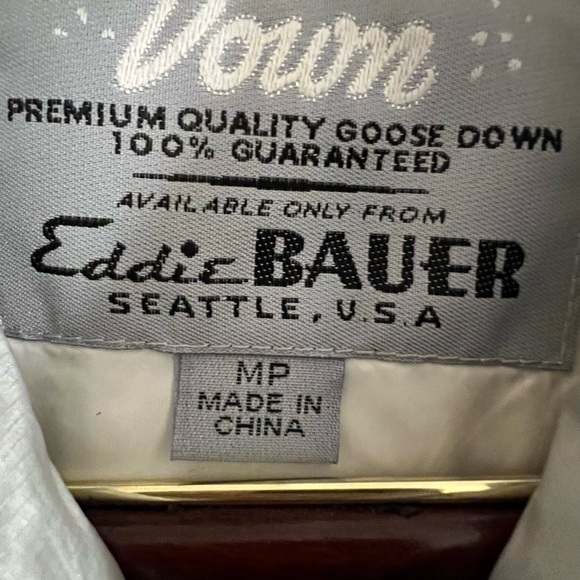 Down
PREMIUM QUALITY GOOSE DOWN
100% GUARANTEED
AVAILABLE ONLY FROM
Eddie BAUER
SEATTLE, U.S.A
MP
MADE IN
CHINA